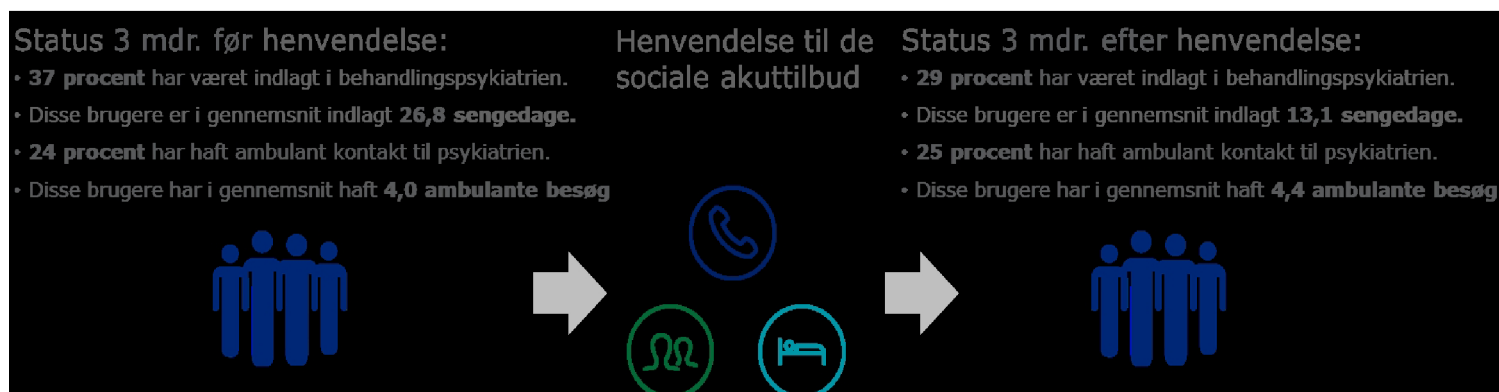 Status 3 mdr. før henvendelse:
• 37 procent har været indlagt i behandlingspsykiatrien.
• Disse brugere er i gennemsnit indlagt 26,8 sengedage.
• 24 procent har haft ambulant kontakt til psykiatrien.
• Disse brugere har i gennemsnit haft 4,0 ambulante besøg
Henvendelse til de
sociale akuttilbud
Status 3 mdr. efter henvendelse:
• 29 procent har været indlagt i behandlingspsykiatrien.
• Disse brugere er i gennemsnit indlagt 13,1 sengedage.
• 25 procent har haft ambulant kontakt til psykiatrien.
• Disse brugere har i gennemsnit haft 4,4 ambulante besøg